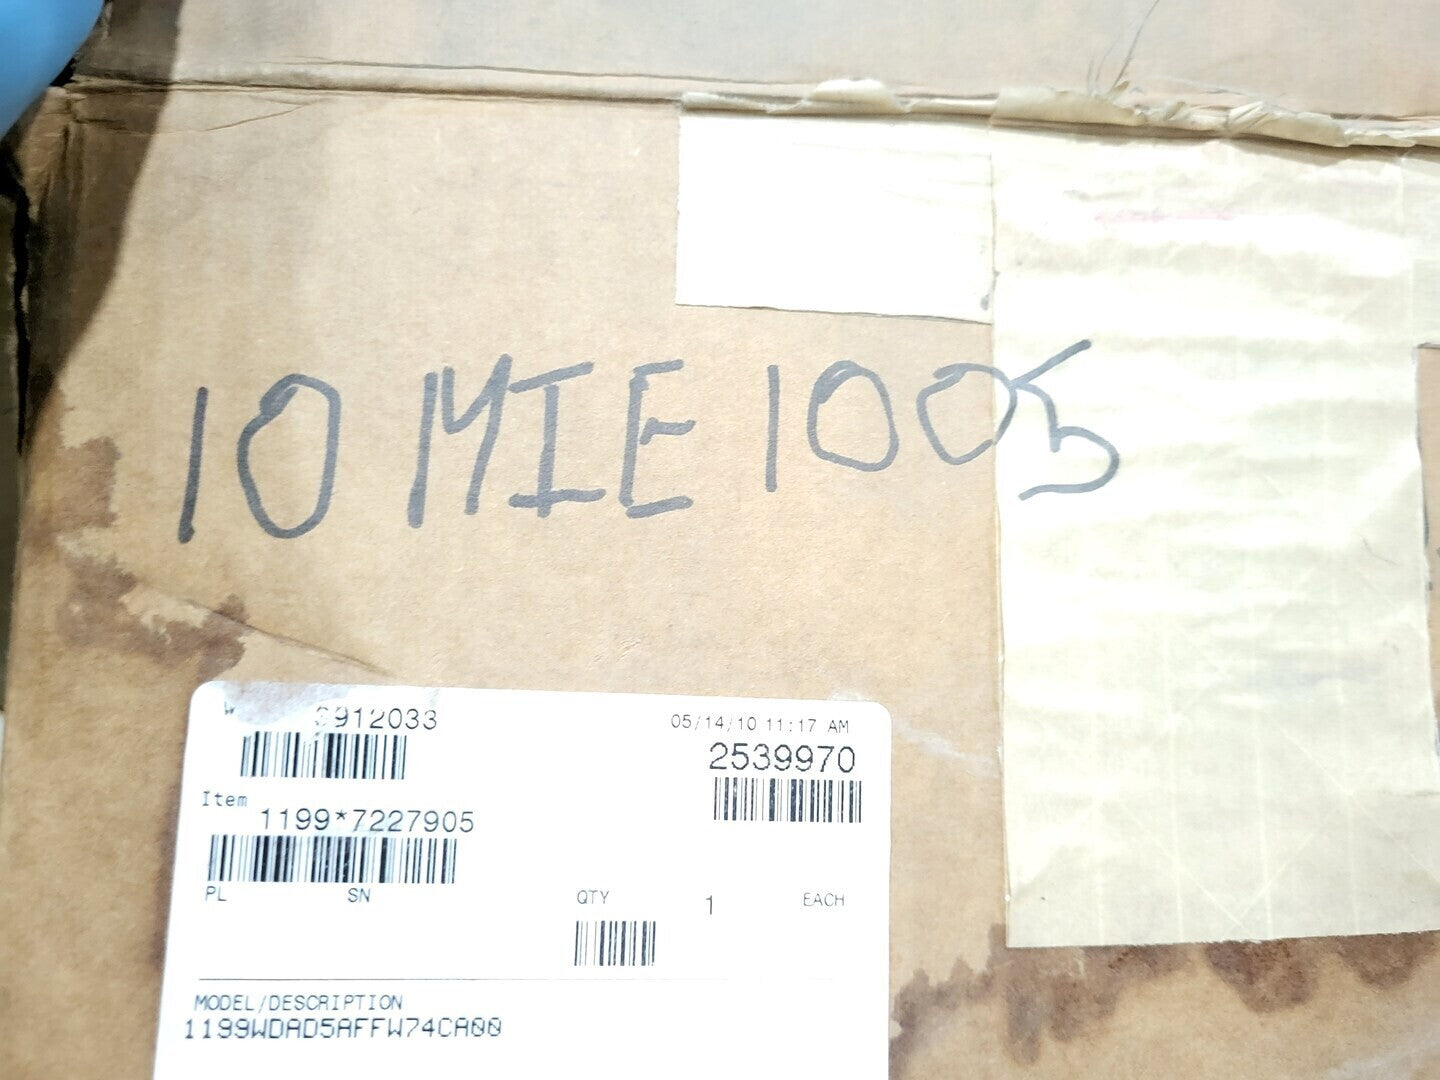 10 MIE 1005
3912033
05/14/10 11:17 AM
2539970
Item
1199*7227905
PL SN QTY 1 EACH
MODEL/DESCRIPTION
1199WDAD5AFFW74CA00